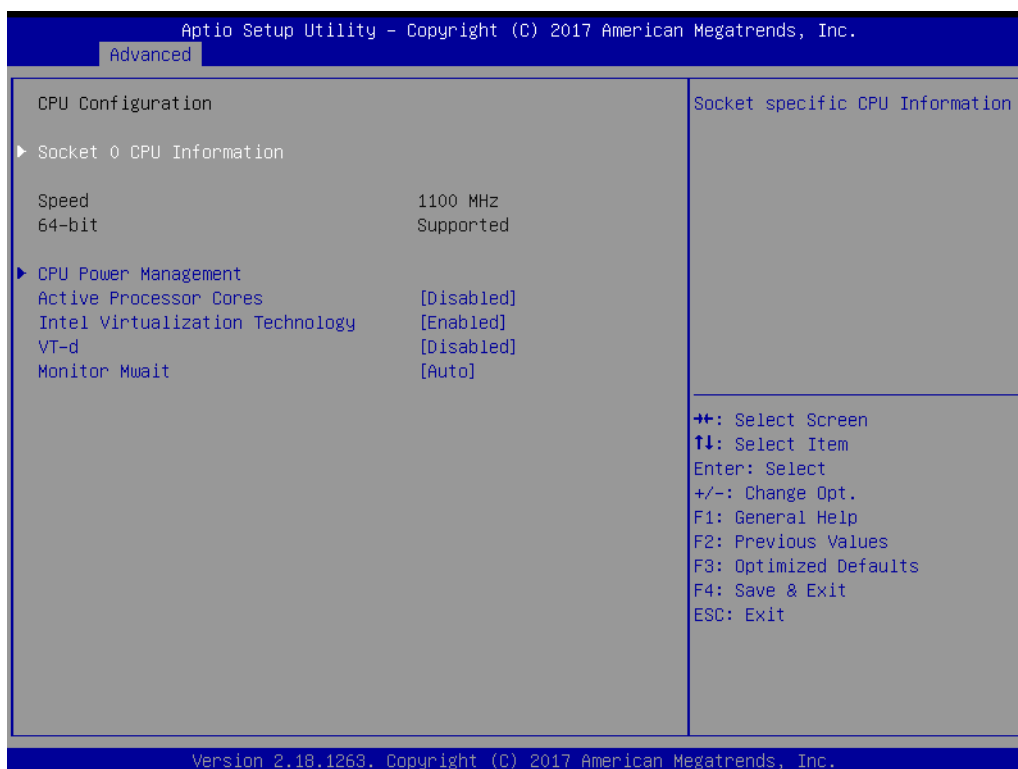 Aptio Setup Utility – Copyright (C) 2017 American Megatrends, Inc.
Advanced
CPU Configuration
Socket specific CPU Information
▶ Socket 0 CPU Information
Speed 1100 MHz
64-bit Supported
▶ CPU Power Management
Active Processor Cores [Disabled]
Intel Virtualization Technology [Enabled]
VT-d [Disabled]
Monitor Mwait [Auto]
→←: Select Screen
↑↓: Select Item
Enter: Select
+/-: Change Opt.
F1: General Help
F2: Previous Values
F3: Optimized Defaults
F4: Save & Exit
ESC: Exit
Version 2.18.1263. Copyright (C) 2017 American Megatrends, Inc.